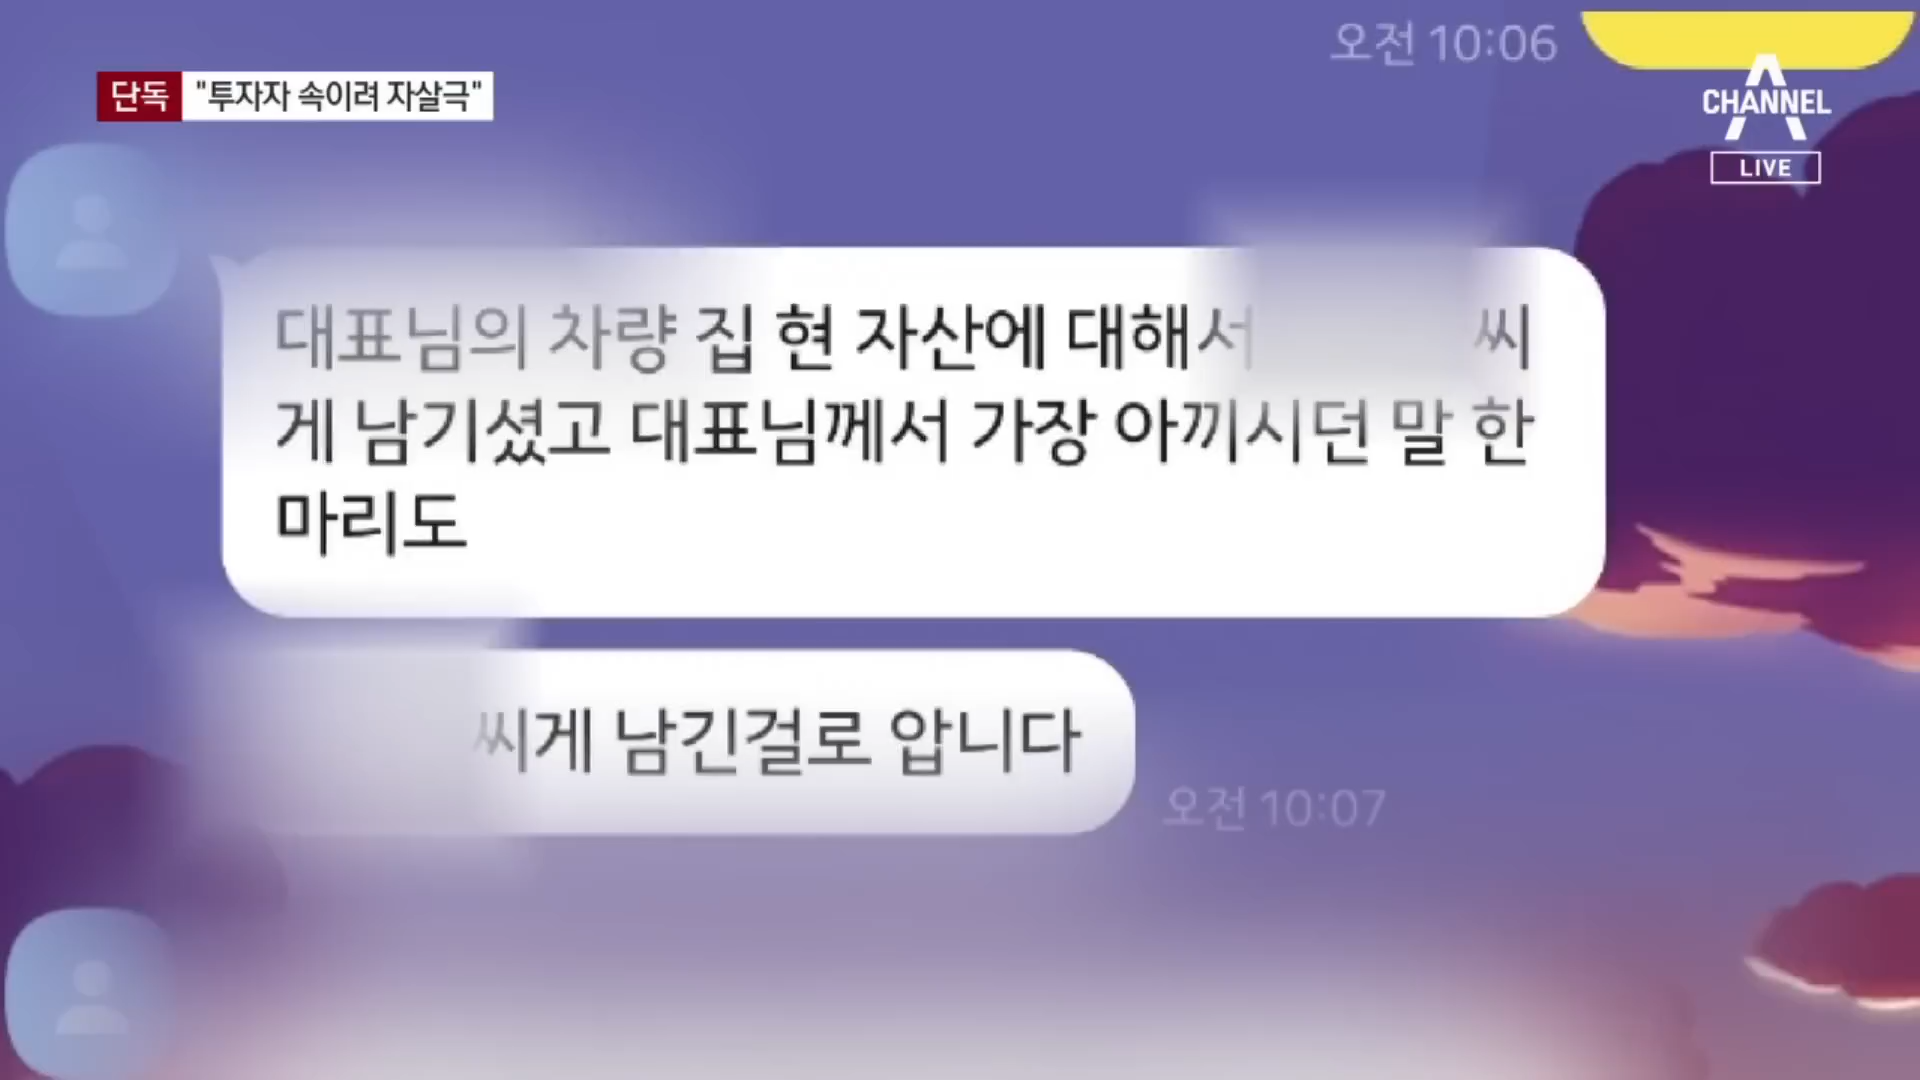 오전 10:06
단독 "투자자 속이려 자살극"
CHANNEL A
LIVE
대표님의 차량 집 현 자산에 대해서 씨
게 남기셨고 대표님께서 가장 아끼시던 말 한
마리도
씨게 남긴걸로 압니다
오전 10:07